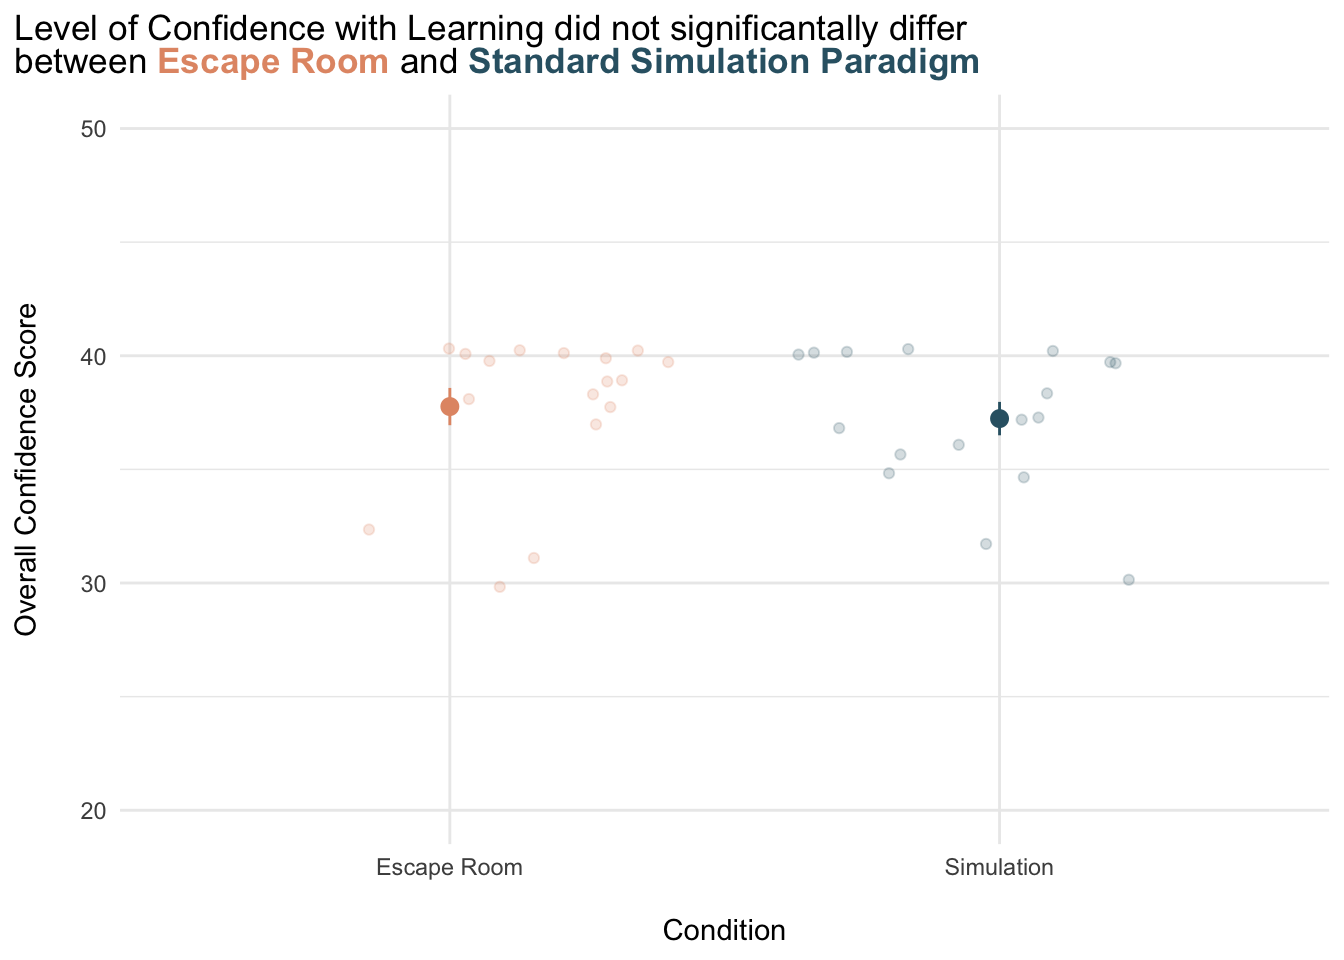 Level of Confidence with Learning did not significantally differ
between Escape Room and Standard Simulation Paradigm
50
40
30
20
Overall Confidence Score
Escape Room
Simulation
Condition